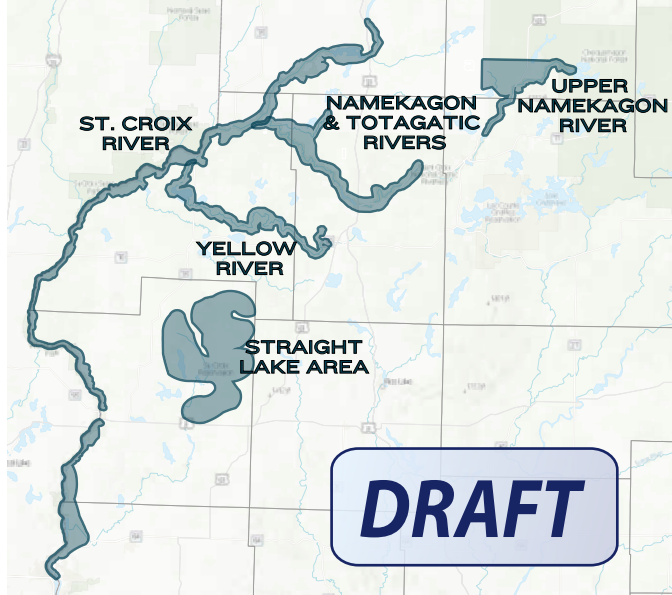 UPPER
NAMEKAGON
RIVER
NAMEKAGON
& TOTAGATIC
RIVERS
ST. CROIX
RIVER
YELLOW
RIVER
STRAIGHT
LAKE AREA
DRAFT